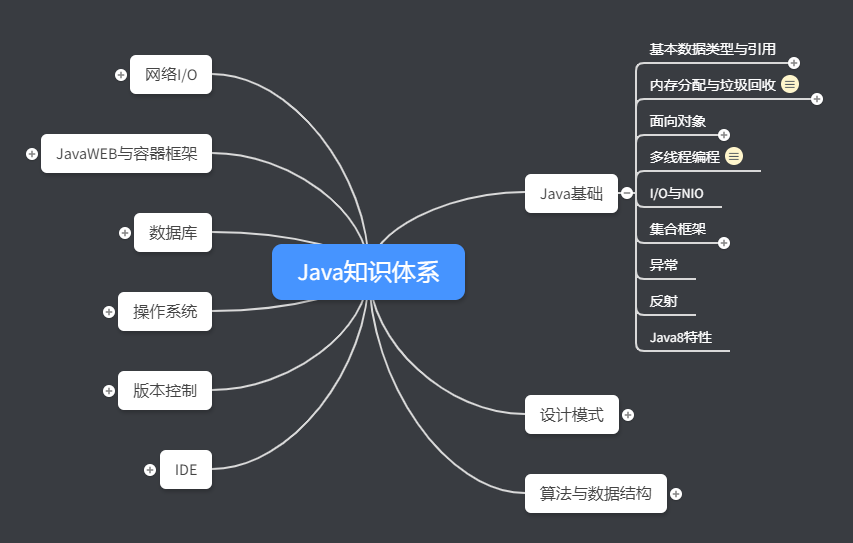 Java知识体系
Java基础
基本数据类型与引用
内存分配与垃圾回收
面向对象
多线程编程
I/O与NIO
集合框架
异常
反射
Java8特性
设计模式
算法与数据结构
网络I/O
JavaWEB与容器框架
数据库
操作系统
版本控制
IDE